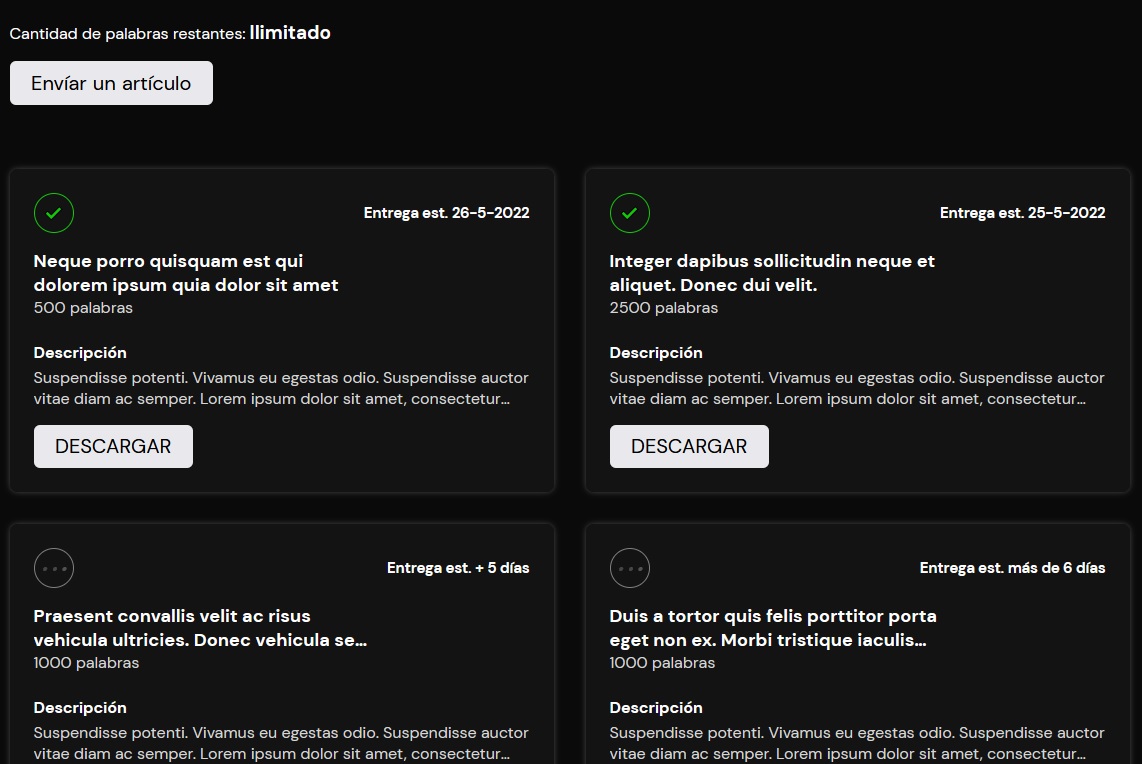 Cantidad de palabras restantes: Ilimitado
Envíar un artículo
Entrega est. 26-5-2022
Neque porro quisquam est qui
dolorem ipsum quia dolor sit amet
500 palabras
Descripción
Suspendisse potenti. Vivamus eu egestas odio. Suspendisse auctor
vitae diam ac semper. Lorem ipsum dolor sit amet, consectetur...
DESCARGAR
Entrega est. 25-5-2022
Integer dapibus sollicitudin neque et
aliquet. Donec dui velit.
2500 palabras
Descripción
Suspendisse potenti. Vivamus eu egestas odio. Suspendisse auctor
vitae diam ac semper. Lorem ipsum dolor sit amet, consectetur...
DESCARGAR
Entrega est. + 5 días
Praesent convallis velit ac risus
vehicula ultricies. Donec vehicula se...
1000 palabras
Descripción
Suspendisse potenti. Vivamus eu egestas odio. Suspendisse auctor
vitae diam ac semper. Lorem ipsum dolor sit amet, consectetur...
Entrega est. más de 6 días
Duis a tortor quis felis porttitor porta
eget non ex. Morbi tristique iaculis...
1000 palabras
Descripción
Suspendisse potenti. Vivamus eu egestas odio. Suspendisse auctor
vitae diam ac semper. Lorem ipsum dolor sit amet, consectetur...